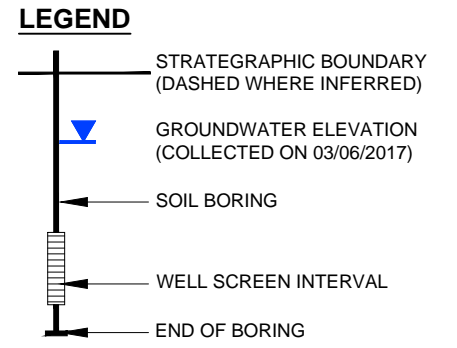 LEGEND
STRATEGRAPHIC BOUNDARY
(DASHED WHERE INFERRED)
GROUNDWATER ELEVATION
(COLLECTED ON 03/06/2017)
SOIL BORING
WELL SCREEN INTERVAL
END OF BORING